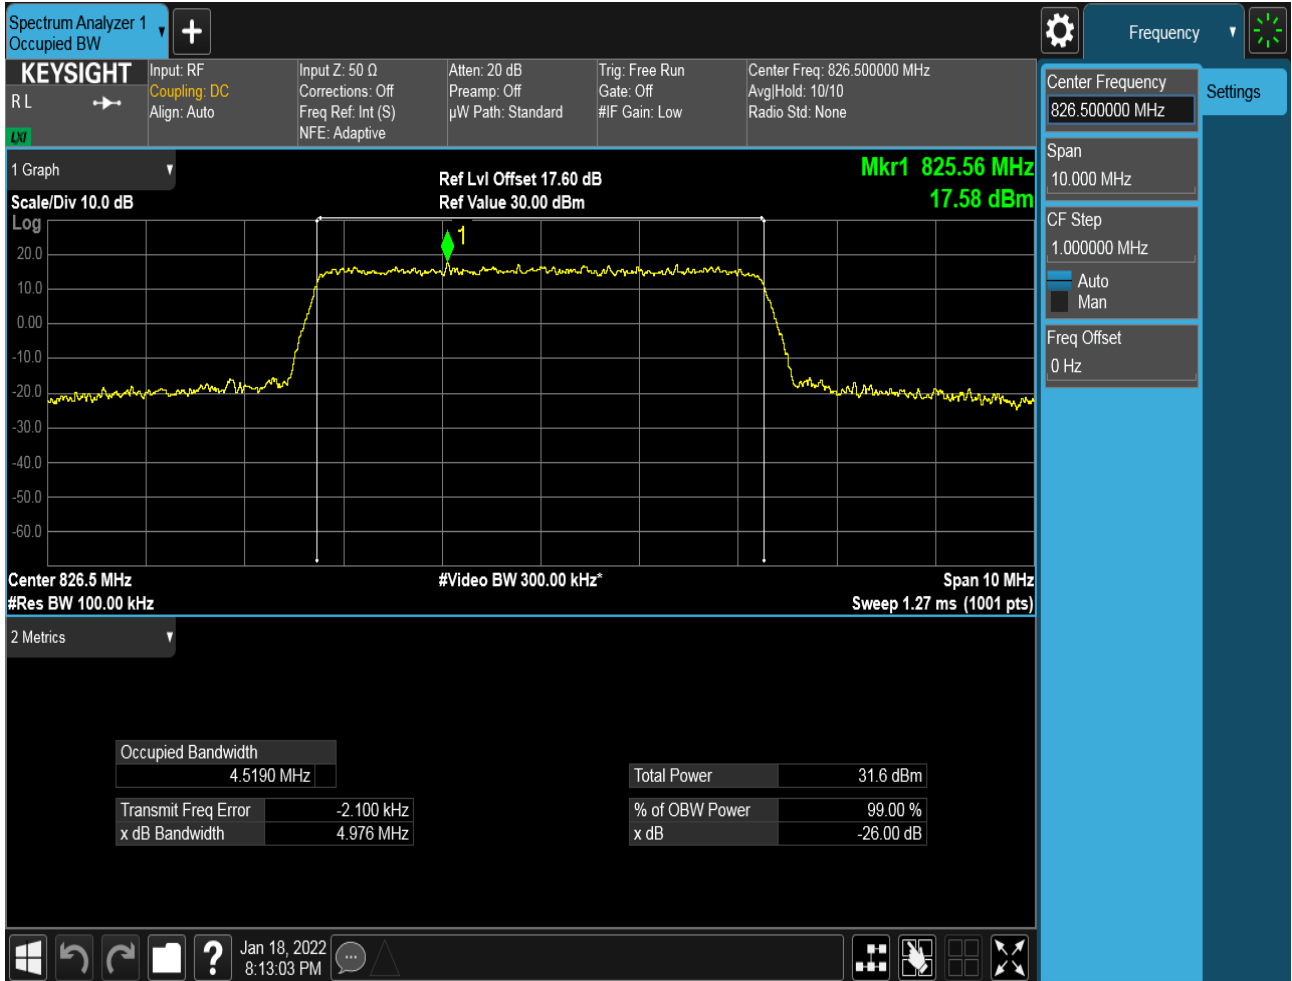 Spectrum Analyzer 1
Occupied BW
Frequency
KEYSIGHT
R L
LXI
Input: RF
Coupling: DC
Align: Auto
Input Z: 50 Ω
Corrections: Off
Freq Ref: Int (S)
NFE: Adaptive
Atten: 20 dB
Preamp: Off
µW Path: Standard
Trig: Free Run
Gate: Off
#IF Gain: Low
Center Freq: 826.500000 MHz
Avg|Hold: 10/10
Radio Std: None
Center Frequency
826.500000 MHz
Settings
Span
10.000 MHz
CF Step
1.000000 MHz
Auto
Man
Freq Offset
0 Hz
1 Graph
Scale/Div 10.0 dB
Ref Lvl Offset 17.60 dB
Ref Value 30.00 dBm
Mkr1 825.56 MHz
17.58 dBm
Log
1
20.0
10.0
0.00
-10.0
-20.0
-30.0
-40.0
-50.0
-60.0
Center 826.5 MHz
#Video BW 300.00 kHz*
Span 10 MHz
#Res BW 100.00 kHz
Sweep 1.27 ms (1001 pts)
2 Metrics
Occupied Bandwidth
4.5190 MHz
Total Power 31.6 dBm
Transmit Freq Error -2.100 kHz
% of OBW Power 99.00 %
x dB Bandwidth 4.976 MHz
x dB -26.00 dB
?
Jan 18, 2022
8:13:03 PM